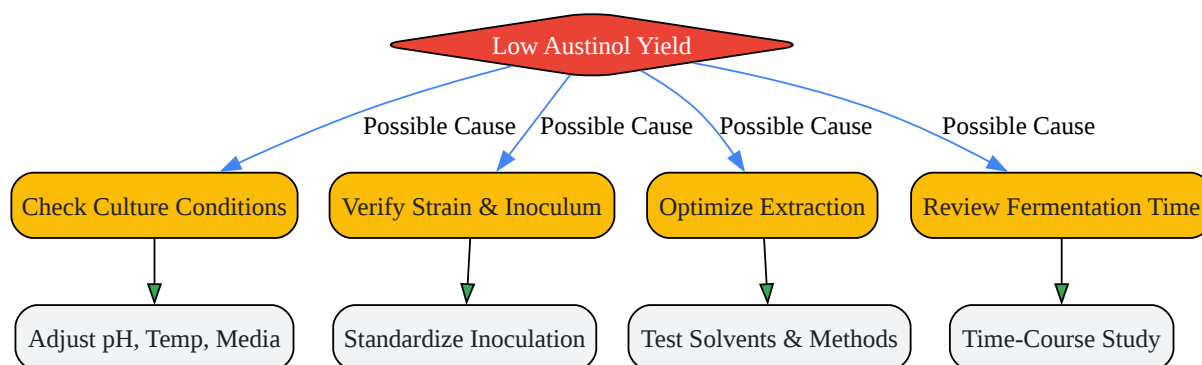 Low Austinol Yield
Possible Cause
Possible Cause
Possible Cause
Possible Cause
Check Culture Conditions
Verify Strain & Inoculum
Optimize Extraction
Review Fermentation Time
Adjust pH, Temp, Media
Standardize Inoculation
Test Solvents & Methods
Time-Course Study